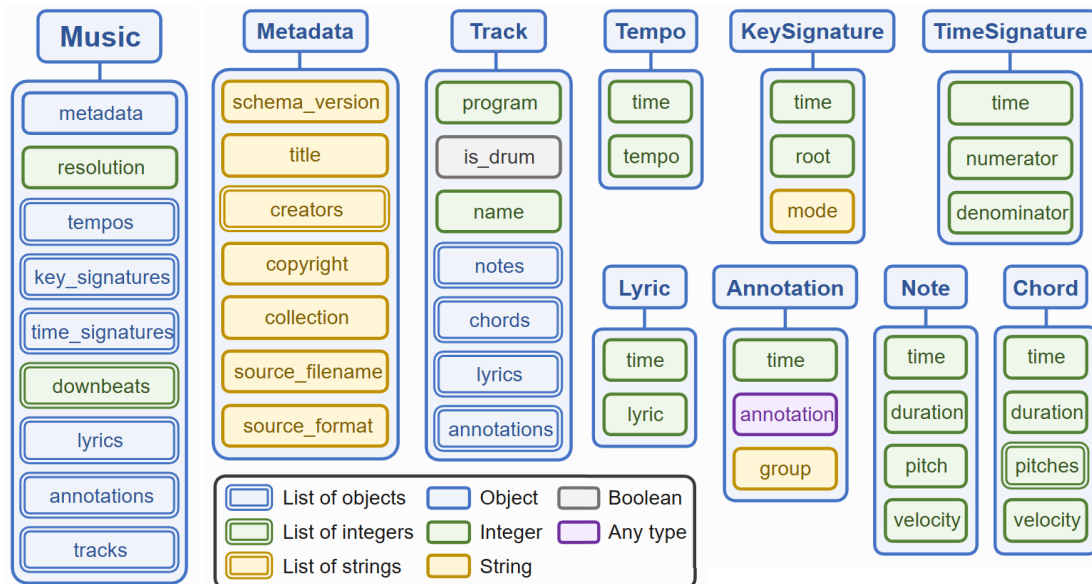 Music
metadata
resolution
tempos
key_signatures
time_signatures
downbeats
lyrics
annotations
tracks
Metadata
schema_version
title
creators
copyright
collection
source_filename
source_format
Track
program
is_drum
name
notes
chords
lyrics
annotations
Tempo
time
tempo
KeySignature
time
root
mode
TimeSignature
time
numerator
denominator
Lyric
time
lyric
Annotation
time
annotation
group
Note
time
duration
pitch
velocity
Chord
time
duration
pitches
velocity
List of objects
Object
Boolean
List of integers
Integer
Any type
List of strings
String